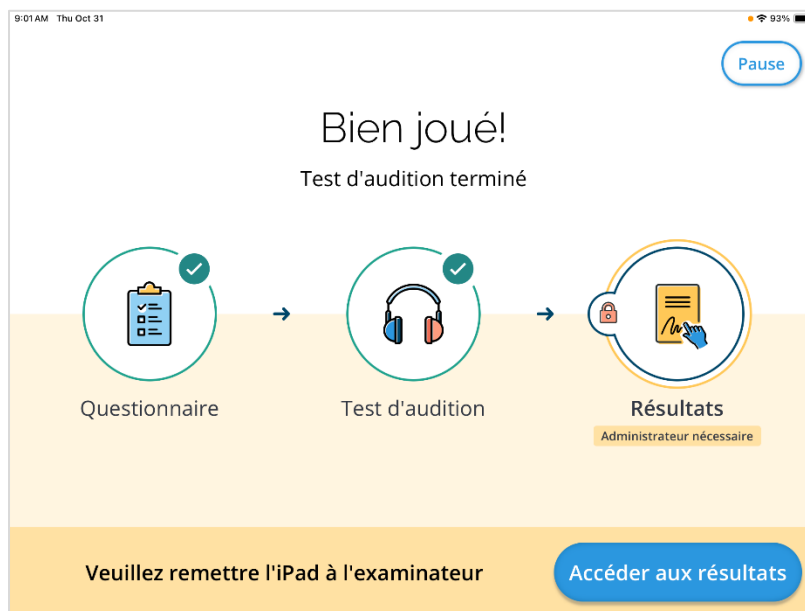 9:01 AM Thu Oct 31
93%
Pause
Bien joué!
Test d'audition terminé
Questionnaire
Test d'audition
Résultats
Administrateur nécessaire
Veuillez remettre l'iPad à l'examinateur
Accéder aux résultats